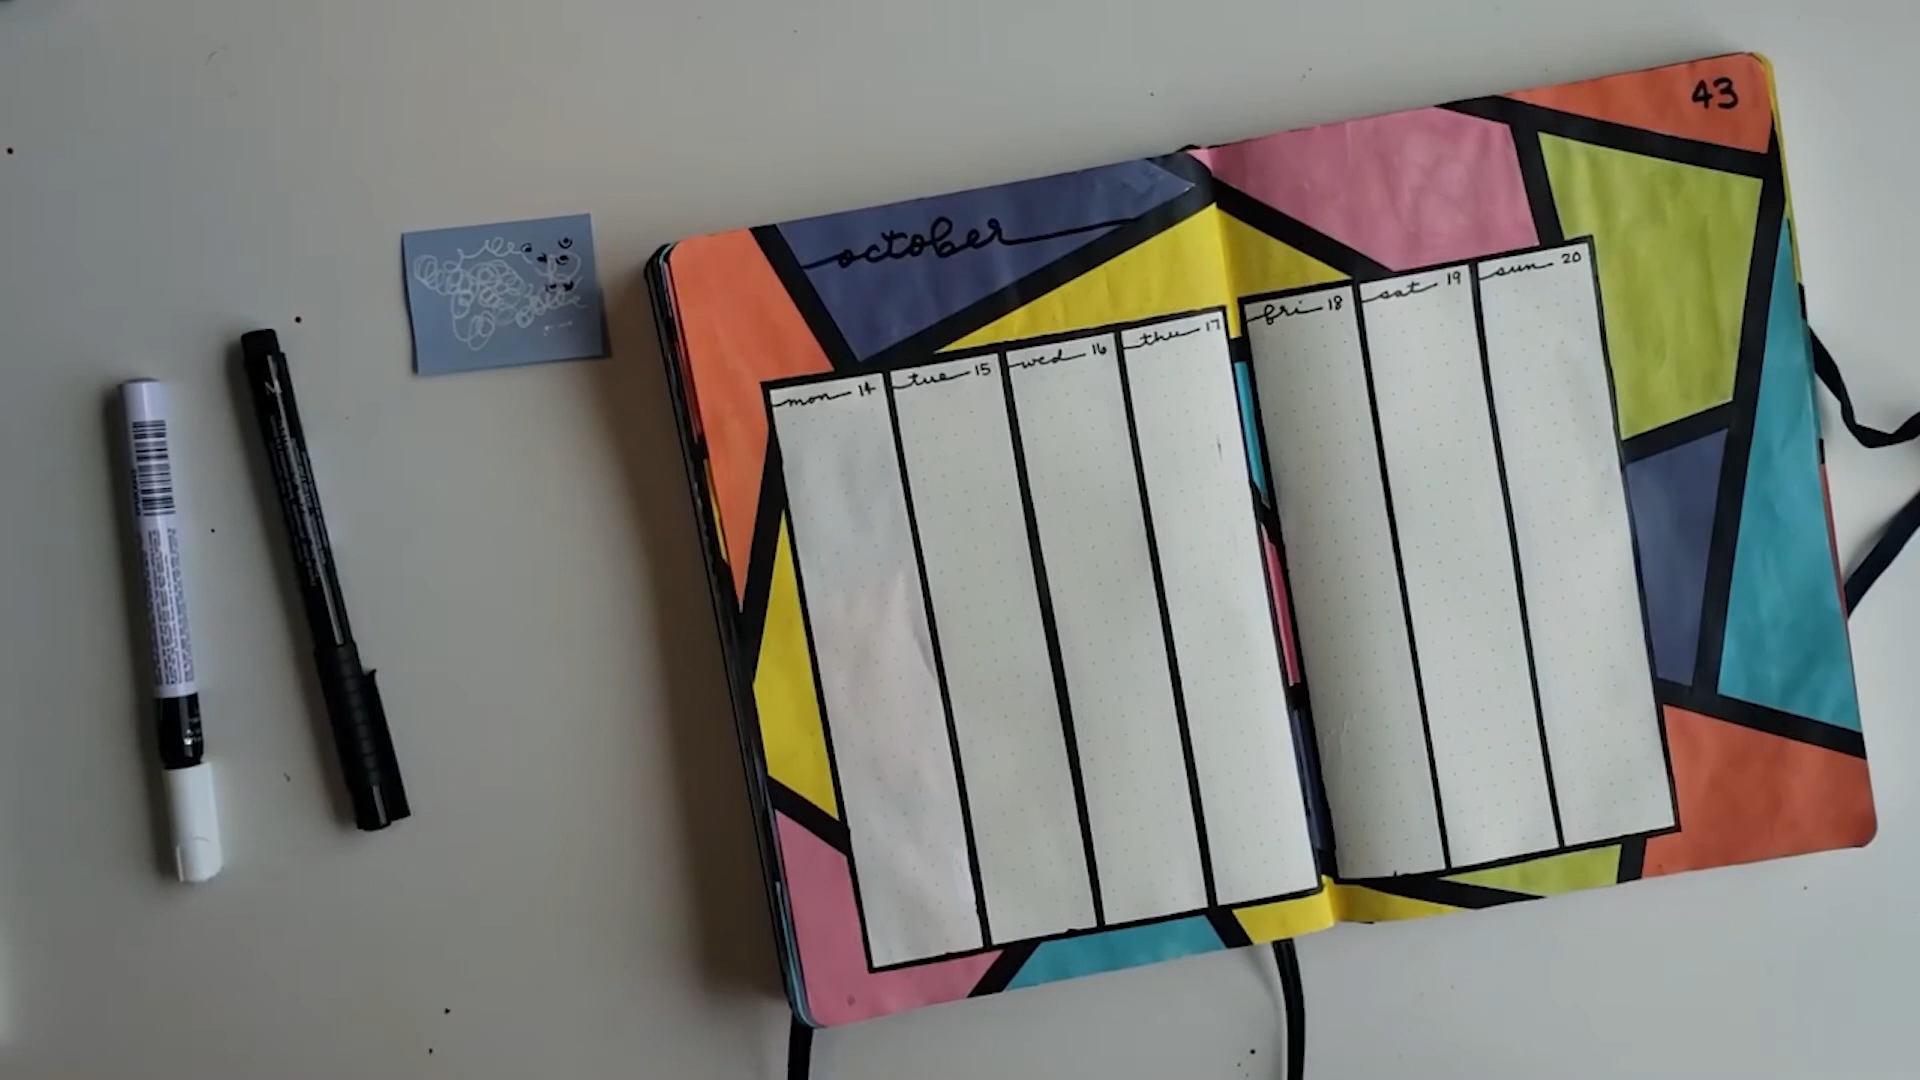 43
october
mon 14
tue 15
wed 16
thu 17
fri 18
sat 19
sun 20